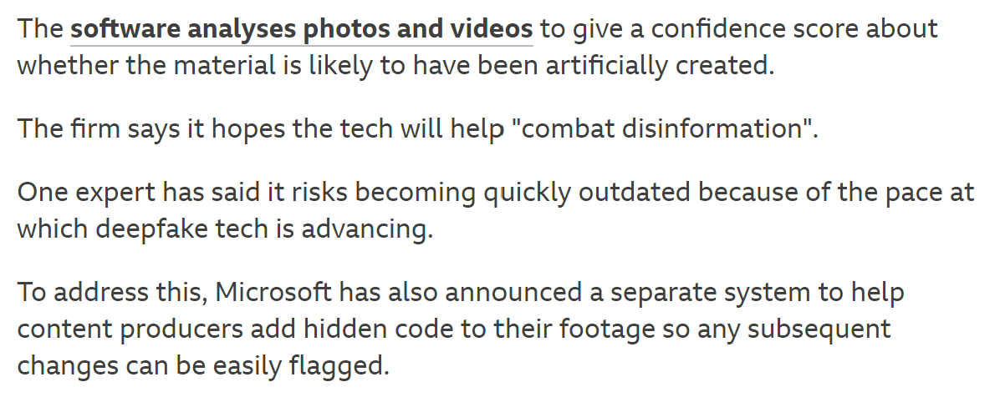 The software analyses photos and videos to give a confidence score about
whether the material is likely to have been artificially created.
The firm says it hopes the tech will help "combat disinformation".
One expert has said it risks becoming quickly outdated because of the pace at
which deepfake tech is advancing.
To address this, Microsoft has also announced a separate system to help
content producers add hidden code to their footage so any subsequent
changes can be easily flagged.